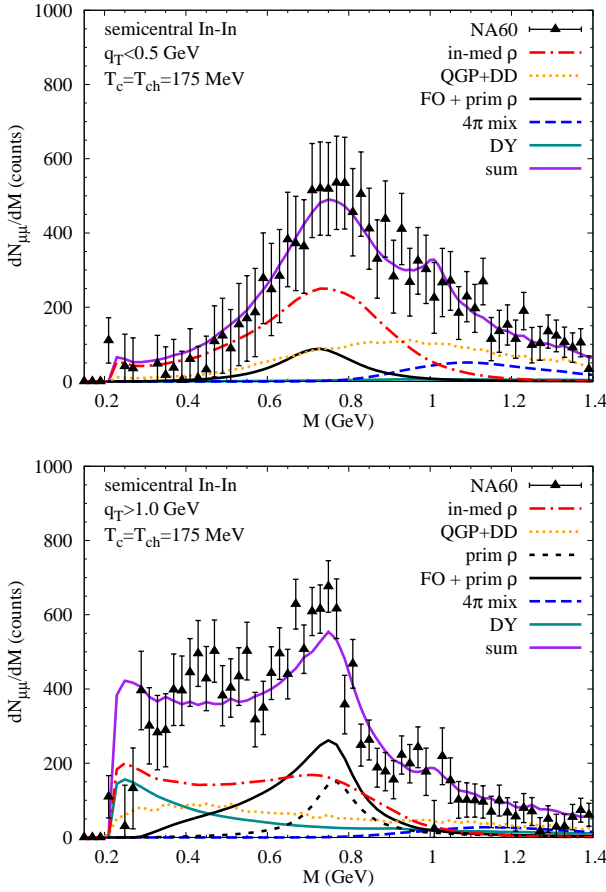 1000
800
600
400
200
0
dN_μμ/dM (counts)
semicentral In-In
q_T<0.5 GeV
T_c=T_ch=175 MeV
NA60
in-med ρ
QGP+DD
FO + prim ρ
4π mix
DY
sum
0.2 0.4 0.6 0.8 1 1.2 1.4
M (GeV)
1000
800
600
400
200
0
dN_μμ/dM (counts)
semicentral In-In
q_T>1.0 GeV
T_c=T_ch=175 MeV
NA60
in-med ρ
QGP+DD
prim ρ
FO + prim ρ
4π mix
DY
sum
0.2 0.4 0.6 0.8 1 1.2 1.4
M (GeV)